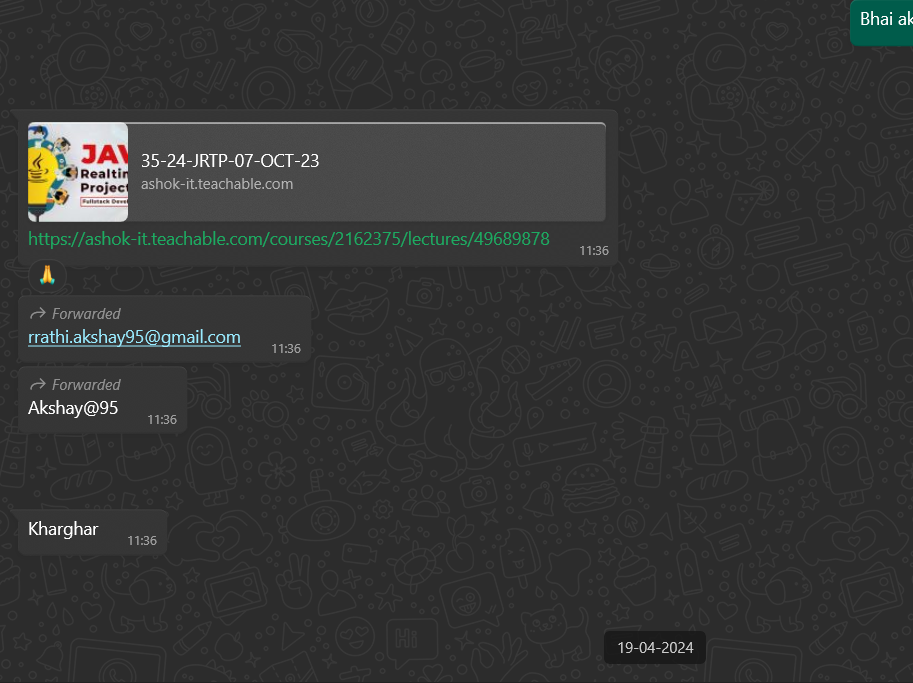 Bhai ak
JAV
Realtin
Project
Fullstack Devel
35-24-JRTP-07-OCT-23
ashok-it.teachable.com
https://ashok-it.teachable.com/courses/2162375/lectures/49689878
11:36
Forwarded
rrathi.akshay95@gmail.com
11:36
Forwarded
Akshay@95
11:36
Kharghar
11:36
19-04-2024